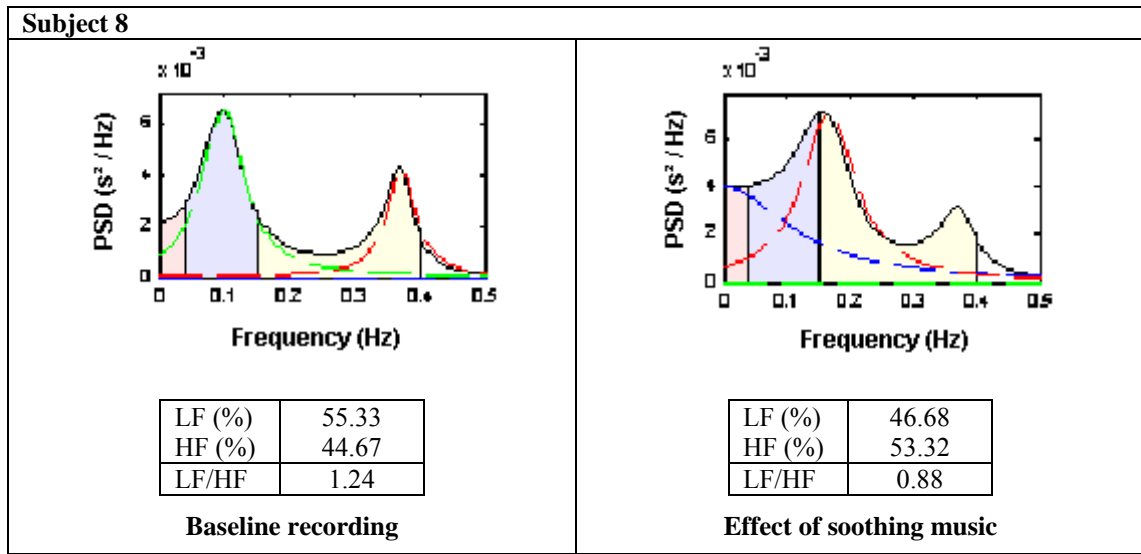 Subject 8
x 10^-3
PSD (s² / Hz)
6
4
2
0
0 0.1 0.2 0.3 0.4 0.5
Frequency (Hz)
LF (%) 55.33
HF (%) 44.67
LF/HF 1.24
Baseline recording
x 10^-3
PSD (s² / Hz)
6
4
2
0
0 0.1 0.2 0.3 0.4 0.5
Frequency (Hz)
LF (%) 46.68
HF (%) 53.32
LF/HF 0.88
Effect of soothing music